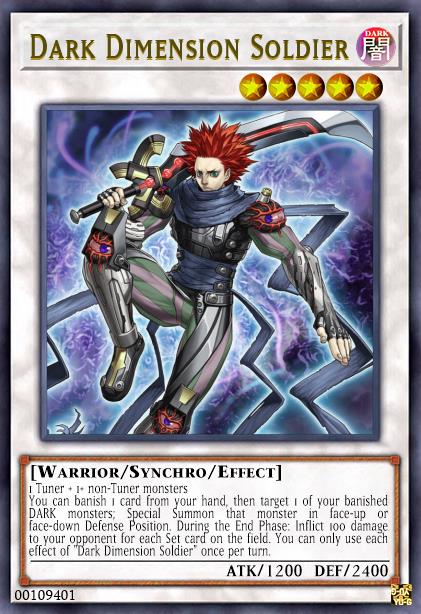 DARK DIMENSION SOLDIER
DARK
闇
[WARRIOR/SYNCHRO/EFFECT]
1 Tuner + 1+ non-Tuner monsters
You can banish 1 card from your hand, then target 1 of your banished
DARK monsters; Special Summon that monster in face-up or
face-down Defense Position. During the End Phase: Inflict 100 damage
to your opponent for each Set card on the field. You can only use each
effect of "Dark Dimension Soldier" once per turn.
ATK/1200 DEF/2400
00109401